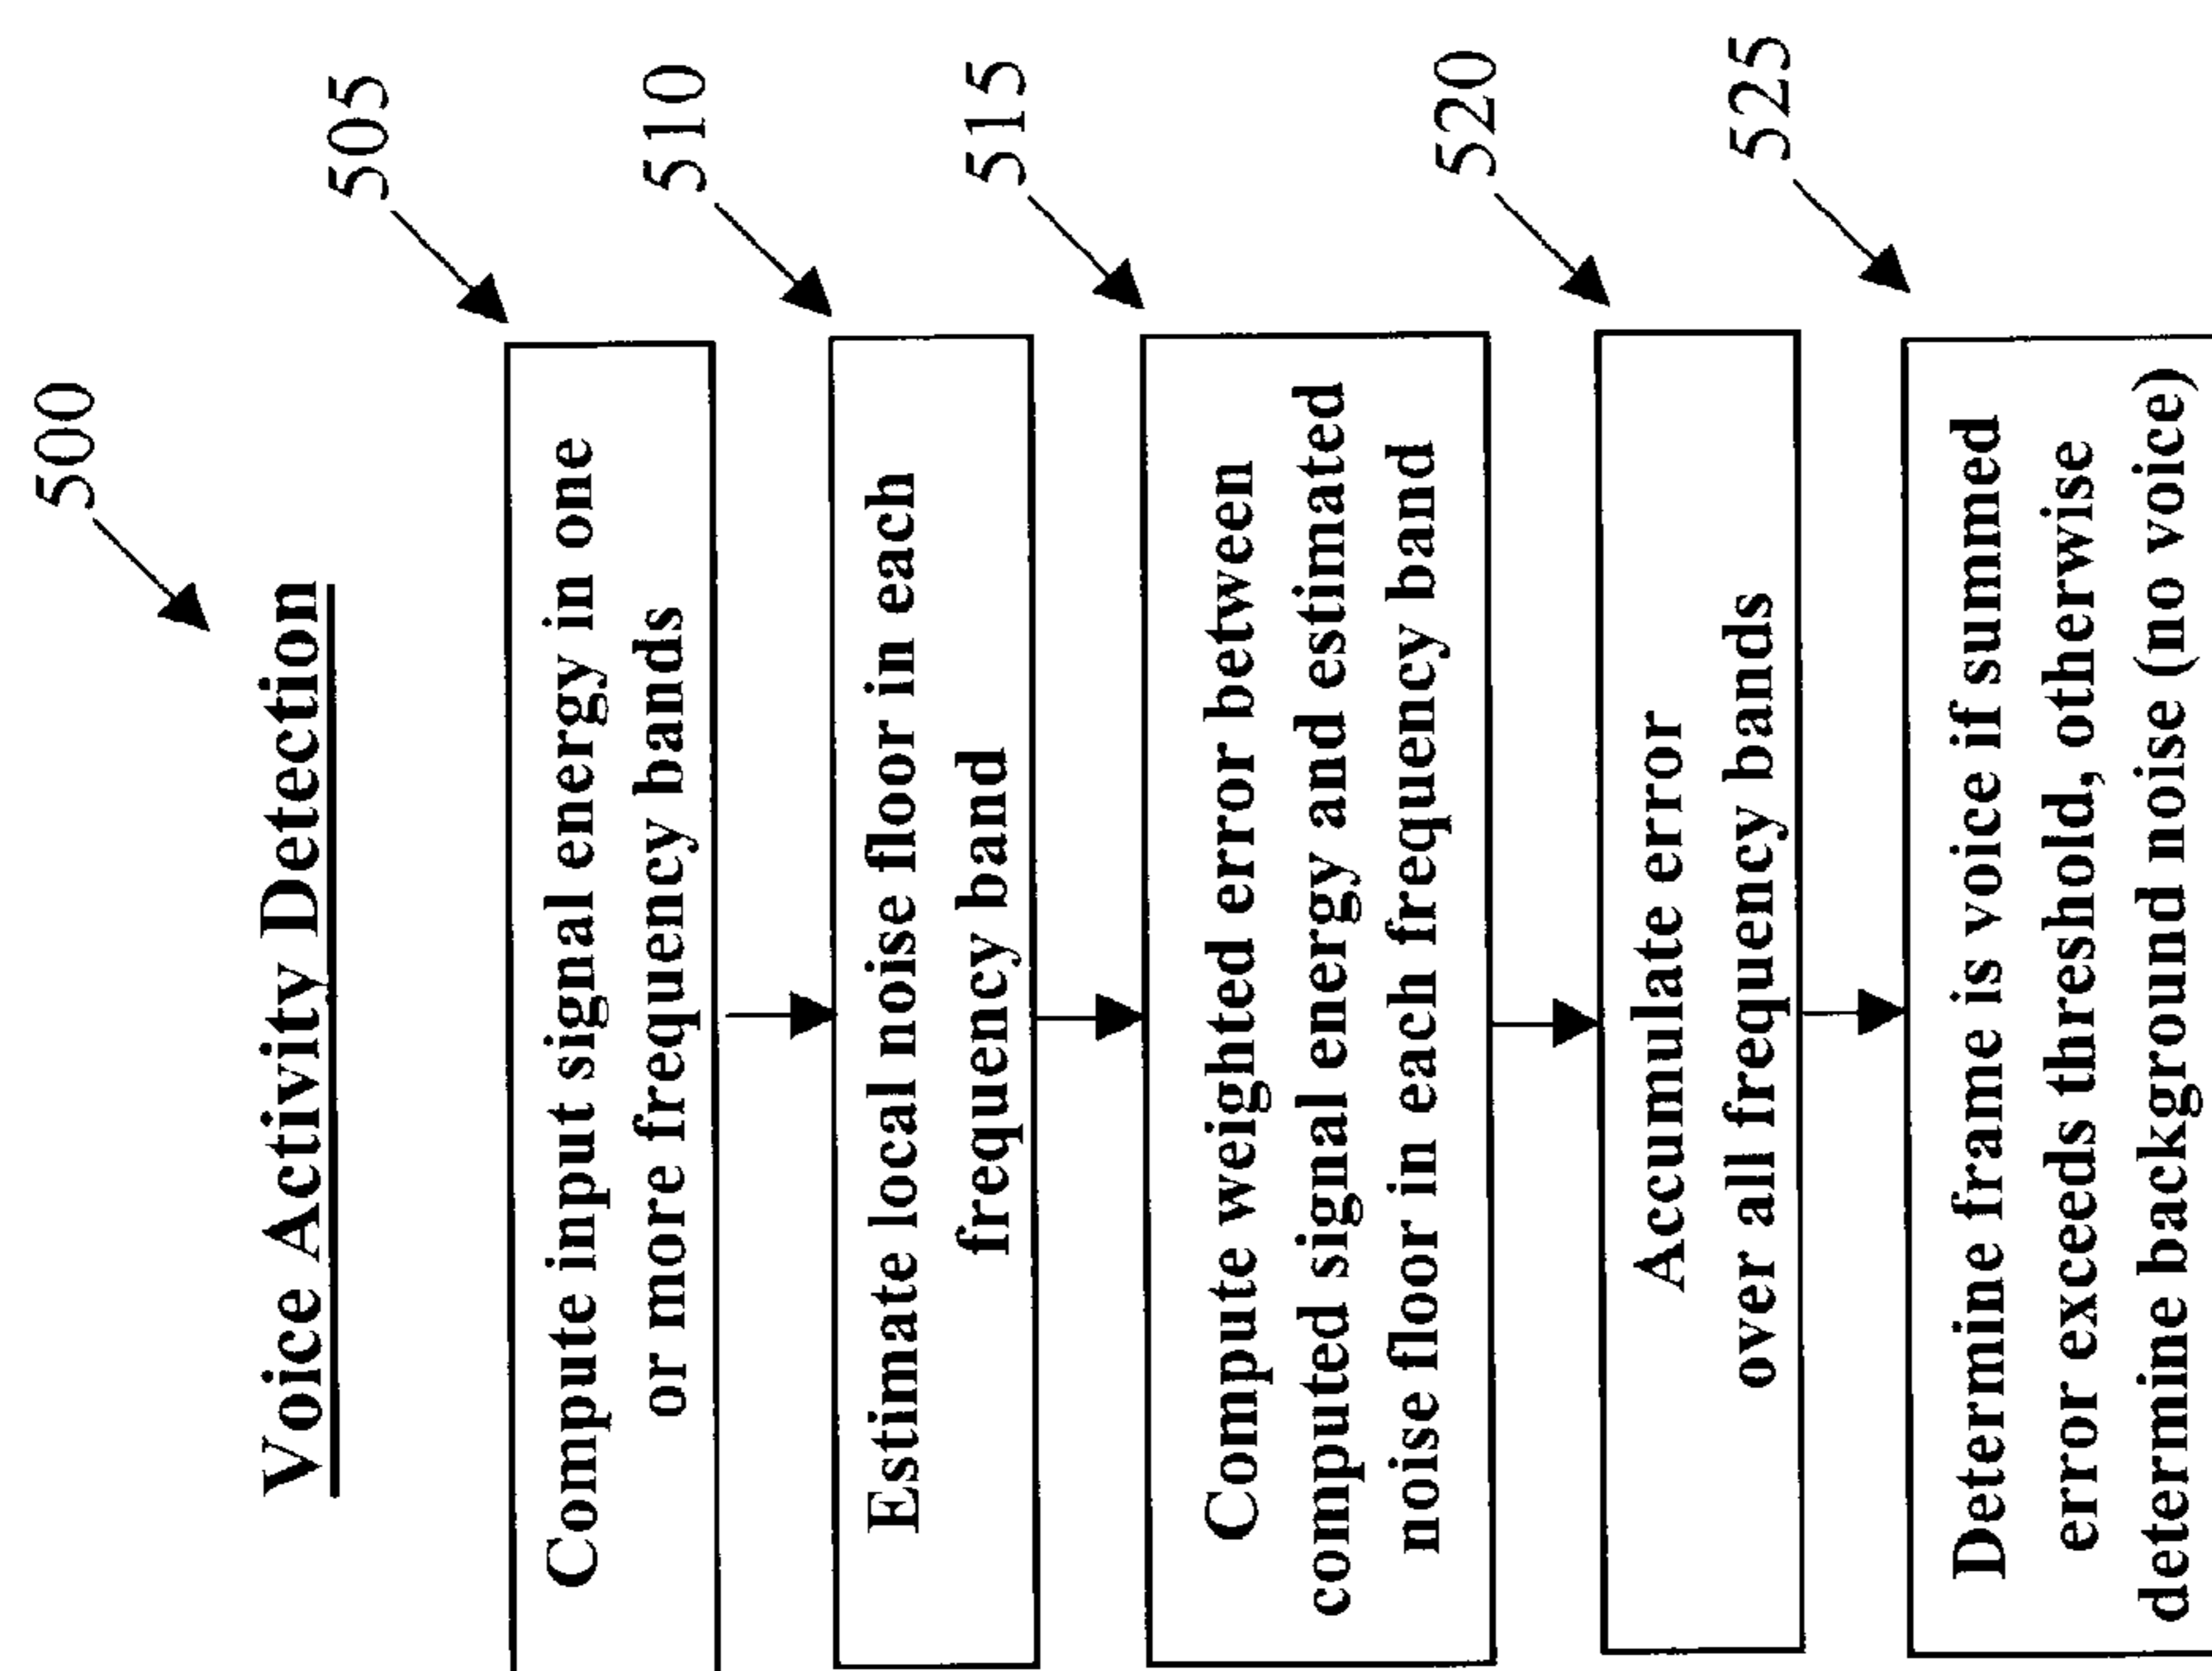 500
Voice Activity Detection
505
Compute input signal energy in one
or more frequency bands
510
Estimate local noise floor in each
frequency band
515
Compute weighted error between
computed signal energy and estimated
noise floor in each frequency band
520
Accumulate error
over all frequency bands
525
Determine frame is voice if summed
error exceeds threshold, otherwise
determine background noise (no voice)